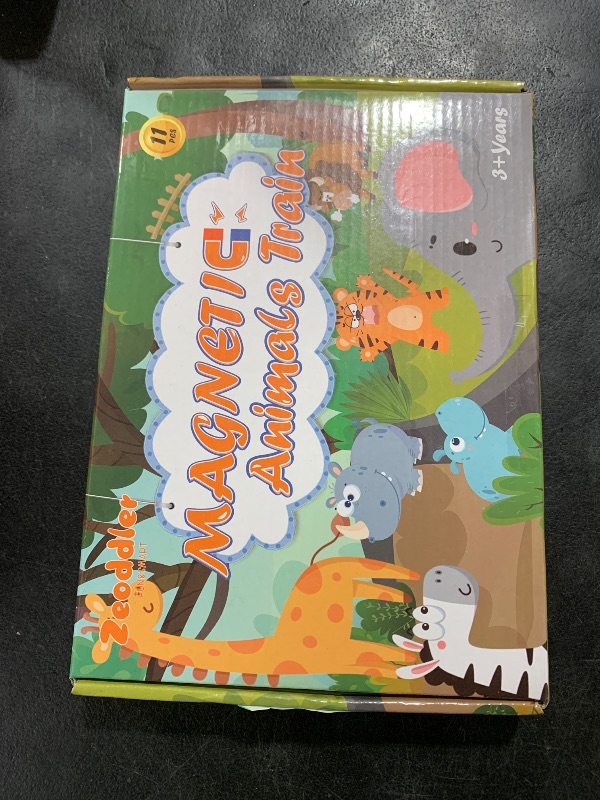 11
PCS
3+Years
MAGNETIC
Animals Train
Zeoddler